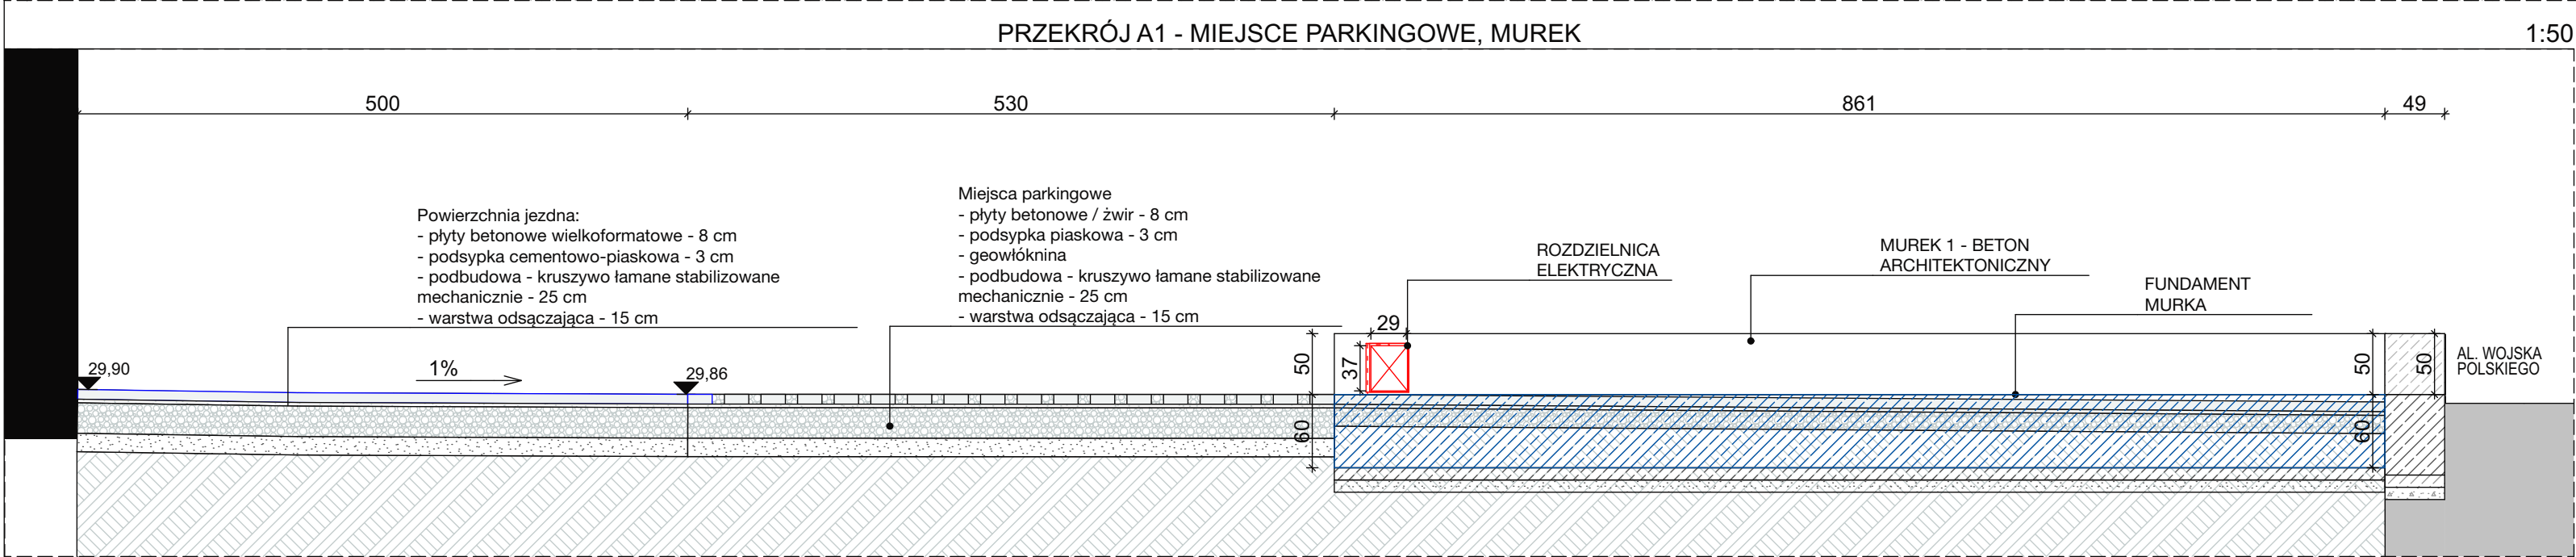 PRZEKRÓJ A1 - MIEJSCE PARKINGOWE, MUREK
1:50
500
530
861
49
Powierzchnia jezdna:
- płyty betonowe wielkoformatowe - 8 cm
- podsypka cementowo-piaskowa - 3 cm
- podbudowa - kruszywo łamane stabilizowane
mechanicznie - 25 cm
- warstwa odsączająca - 15 cm
Miejsca parkingowe
- płyty betonowe / żwir - 8 cm
- podsypka piaskowa - 3 cm
- geowłóknina
- podbudowa - kruszywo łamane stabilizowane
mechanicznie - 25 cm
- warstwa odsączająca - 15 cm
ROZDZIELNICA
ELEKTRYCZNA
MUREK 1 - BETON
ARCHITEKTONICZNY
FUNDAMENT
MURKA
29,90
1%
29,86
50
60
37
29
50
60
50
AL. WOJSKA
POLSKIEGO